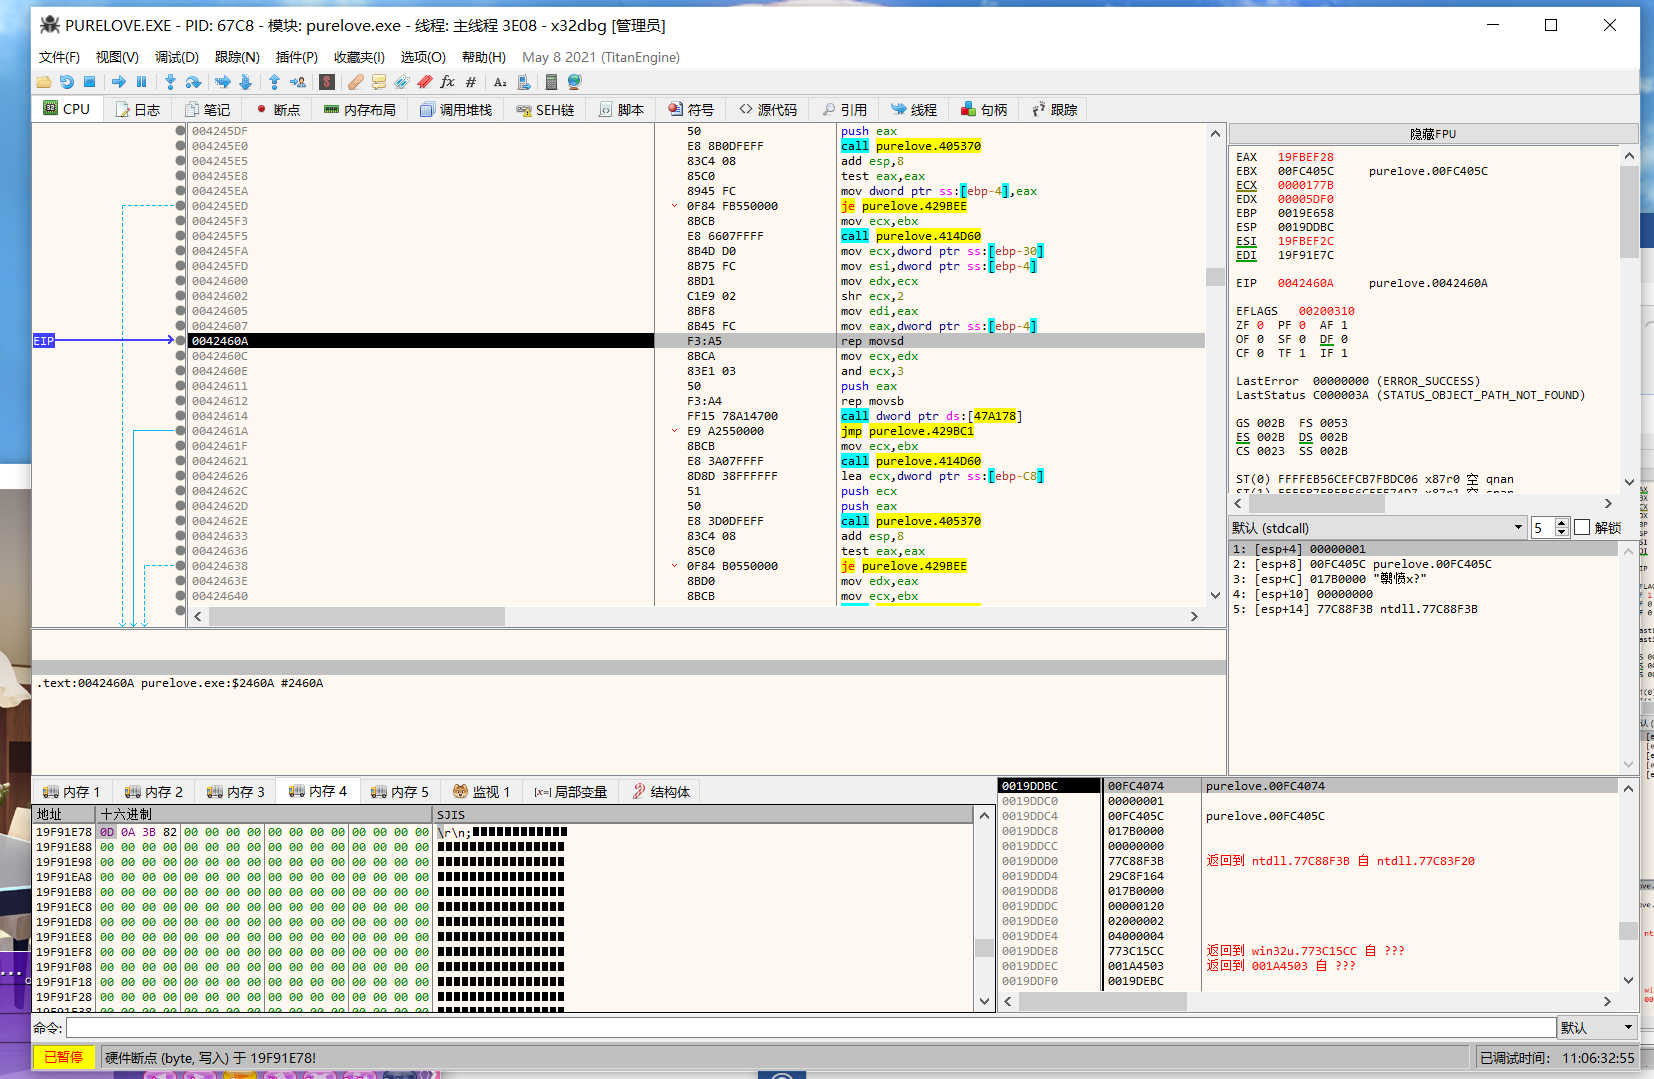 PURELOVE.EXE - PID: 67C8 - 模块: purelove.exe - 线程: 主线程 3E08 - x32dbg [管理员]
文件(F) 视图(V) 调试(D) 跟踪(N) 插件(P) 收藏夹(I) 选项(O) 帮助(H) May 8 2021 (TitanEngine)
CPU 日志 笔记 断点 内存布局 调用堆栈 SEH链 脚本 符号 源代码 引用 线程 句柄 跟踪
004245DF 50 push eax
004245E0 E8 8B0DFEFF call purelove.405370
004245E5 83C4 08 add esp,8
004245E8 85C0 test eax,eax
004245EA 8945 FC mov dword ptr ss:[ebp-4],eax
004245ED 0F84 FB550000 je purelove.429BEE
004245F3 8BCB mov ecx,ebx
004245F5 E8 6607FFFF call purelove.414D60
004245FA 8B4D D0 mov ecx,dword ptr ss:[ebp-30]
004245FD 8B75 FC mov esi,dword ptr ss:[ebp-4]
00424600 8BD1 mov edx,ecx
00424602 C1E9 02 shr ecx,2
00424605 8BF8 mov edi,eax
00424607 8B45 FC mov eax,dword ptr ss:[ebp-4]
EIP 0042460A F3:A5 rep movsd
0042460C 8BCA mov ecx,edx
0042460E 83E1 03 and ecx,3
00424611 50 push eax
00424612 F3:A4 rep movsb
00424614 FF15 78A14700 call dword ptr ds:[47A178]
0042461A E9 A2550000 jmp purelove.429BC1
0042461F 8BCB mov ecx,ebx
00424621 E8 3A07FFFF call purelove.414D60
00424626 8D8D 38FFFFFF lea ecx,dword ptr ss:[ebp-C8]
0042462C 51 push ecx
0042462D 50 push eax
0042462E E8 3D0DFEFF call purelove.405370
00424633 83C4 08 add esp,8
00424636 85C0 test eax,eax
00424638 0F84 B0550000 je purelove.429BEE
0042463E 8BD0 mov edx,eax
00424640 8BCB mov ecx,ebx
隐藏FPU
EAX 19FBEF28
EBX 00FC405C purelove.00FC405C
ECX 0000177B
EDX 00005DF0
EBP 0019E658
ESP 0019DDBC
ESI 19FBEF2C
EDI 19F91E7C
EIP 0042460A purelove.0042460A
EFLAGS 00200310
ZF 0 PF 0 AF 1
OF 0 SF 0 DF 0
CF 0 TF 1 IF 1
LastError 00000000 (ERROR_SUCCESS)
LastStatus C000003A (STATUS_OBJECT_PATH_NOT_FOUND)
GS 002B FS 0053
ES 002B DS 002B
CS 0023 SS 002B
ST(0) FFFFEB56CEFCB7FBDC06 x87r0 空 qnan
默认 (stdcall) 5 解锁
1: [esp+4] 00000001
2: [esp+8] 00FC405C purelove.00FC405C
4: [esp+10] 00000000
5: [esp+14] 77C88F3B ntdll.77C88F3B
.text:0042460A purelove.exe:$2460A #2460A
内存 1 内存 2 内存 3 内存 4 内存 5 监视 1 [x=] 局部变量 结构体
地址 十六进制 SJIS
19F91E78 0D 0A 3B 82 00 00 00 00 00 00 00 00 00 00 00 00 \r\n;
19F91E88 00 00 00 00 00 00 00 00 00 00 00 00 00 00 00 00
19F91E98 00 00 00 00 00 00 00 00 00 00 00 00 00 00 00 00
19F91EA8 00 00 00 00 00 00 00 00 00 00 00 00 00 00 00 00
19F91EB8 00 00 00 00 00 00 00 00 00 00 00 00 00 00 00 00
19F91EC8 00 00 00 00 00 00 00 00 00 00 00 00 00 00 00 00
19F91ED8 00 00 00 00 00 00 00 00 00 00 00 00 00 00 00 00
19F91EE8 00 00 00 00 00 00 00 00 00 00 00 00 00 00 00 00
19F91EF8 00 00 00 00 00 00 00 00 00 00 00 00 00 00 00 00
19F91F08 00 00 00 00 00 00 00 00 00 00 00 00 00 00 00 00
19F91F18 00 00 00 00 00 00 00 00 00 00 00 00 00 00 00 00
19F91F28 00 00 00 00 00 00 00 00 00 00 00 00 00 00 00 00
0019DDBC 00FC4074 purelove.00FC4074
0019DDC0 00000001
0019DDC4 00FC405C purelove.00FC405C
0019DDC8 017B0000
0019DDCC 00000000
0019DDD0 77C88F3B 返回到 ntdll.77C88F3B 自 ntdll.77C83F20
0019DDD4 29C8F164
0019DDD8 017B0000
0019DDDC 00000120
0019DDE0 02000002
0019DDE4 04000004
0019DDE8 773C15CC 返回到 win32u.773C15CC 自 ???
0019DDEC 001A4503 返回到 001A4503 自 ???
0019DDF0 0019DEBC
命令: 默认
已暂停 硬件断点 (byte, 写入) 于 19F91E78! 已调试时间: 11:06:32:55